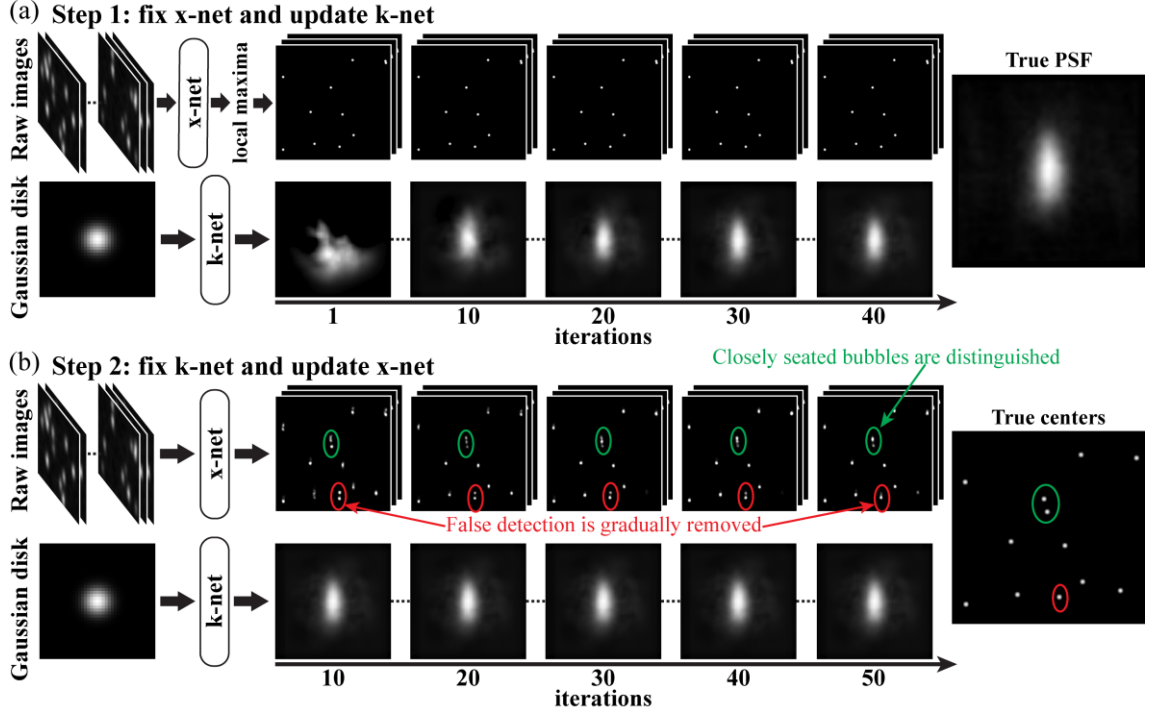 (a) Step 1: fix x-net and update k-net
Raw images
x-net
local maxima
True PSF
Gaussian disk
k-net
1 10 20 30 40
iterations
(b) Step 2: fix k-net and update x-net
Closely seated bubbles are distinguished
Raw images
x-net
True centers
False detection is gradually removed
Gaussian disk
k-net
10 20 30 40 50
iterations